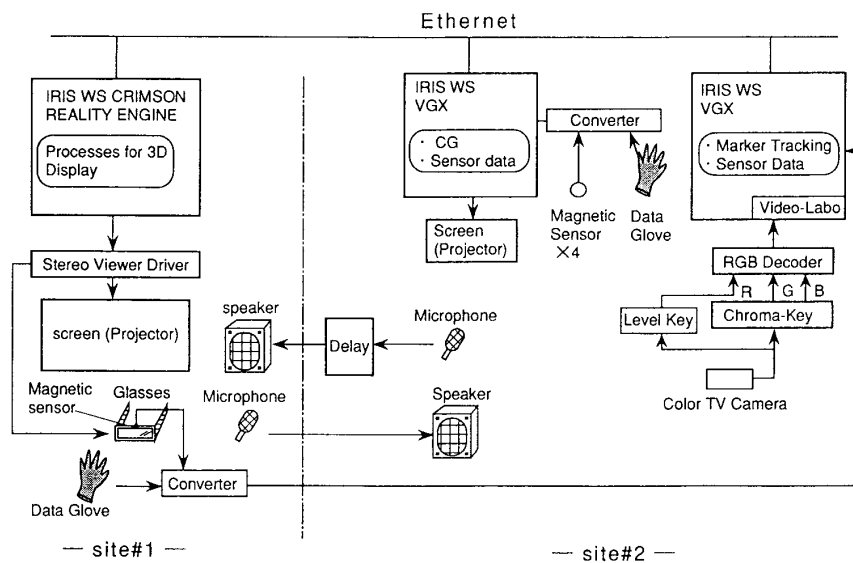 Ethernet
IRIS WS CRIMSON
REALITY ENGINE
Processes for 3D
Display
Stereo Viewer Driver
screen (Projector)
speaker
Magnetic
sensor
Glasses
Microphone
Data Glove
Converter
— site#1 —
IRIS WS
VGX
· CG
· Sensor data
Converter
Screen
(Projector)
Magnetic
Sensor
×4
Data
Glove
Delay
Microphone
Speaker
IRIS WS
VGX
· Marker Tracking
· Sensor Data
Video-Labo
RGB Decoder
R
G
B
Level Key
Chroma-Key
Color TV Camera
— site#2 —